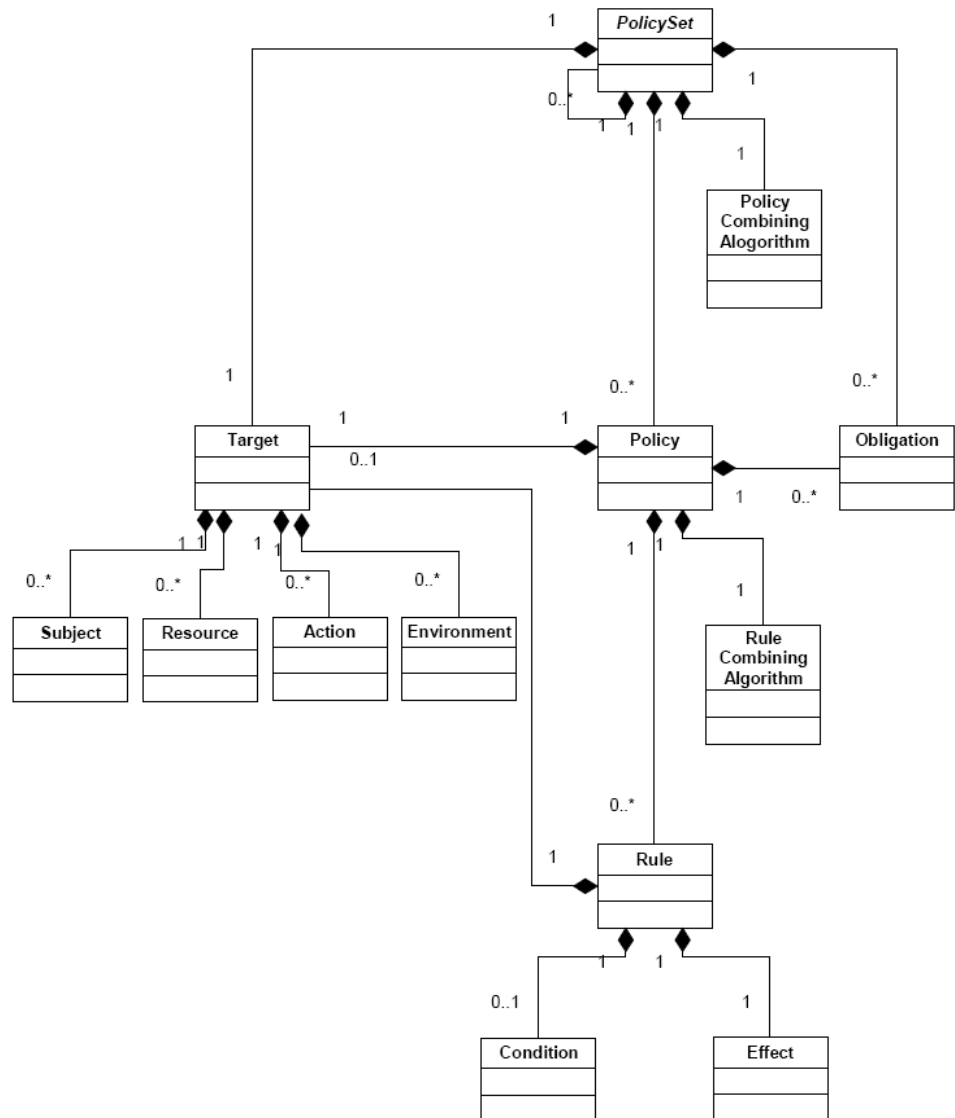 1
PolicySet
0..*
1
1
1
1
1
Policy
Combining
Alogorithm
1
0..*
0..*
1
1
Target
0..1
Policy
Obligation
1
0..*
1
1
1
1
1
1
0..*
0..*
0..*
0..*
1
Subject
Resource
Action
Environment
Rule
Combining
Algorithm
0..*
1
Rule
1
1
0..1
1
Condition
Effect